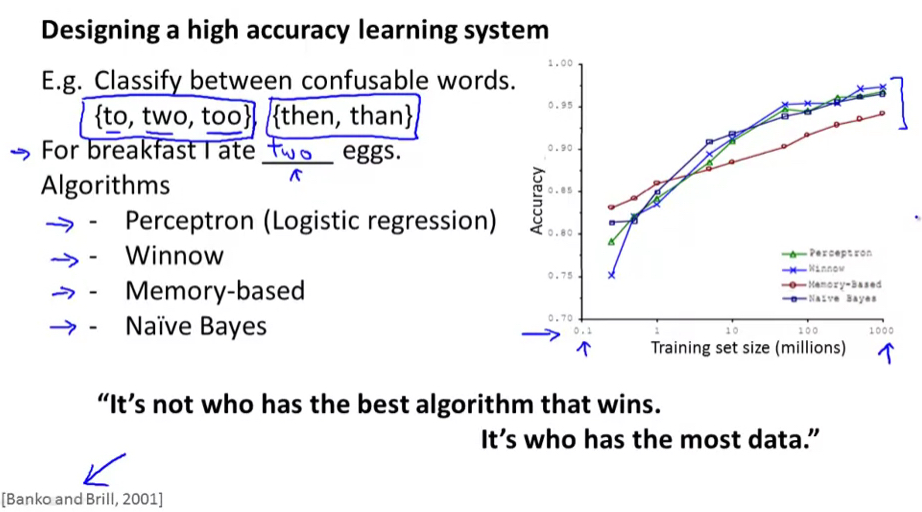 Designing a high accuracy learning system
E.g. Classify between confusable words.
{to, two, too}, {then, than}
For breakfast I ate two eggs.
Algorithms
- Perceptron (Logistic regression)
- Winnow
- Memory-based
- Naïve Bayes
1.00
0.95
0.90
0.85
0.80
0.75
0.70
Accuracy
Perceptron
Winnow
Memory-Based
Naïve Bayes
0.1 1 10 100 1000
Training set size (millions)
“It’s not who has the best algorithm that wins.
It’s who has the most data.”
[Banko and Brill, 2001]